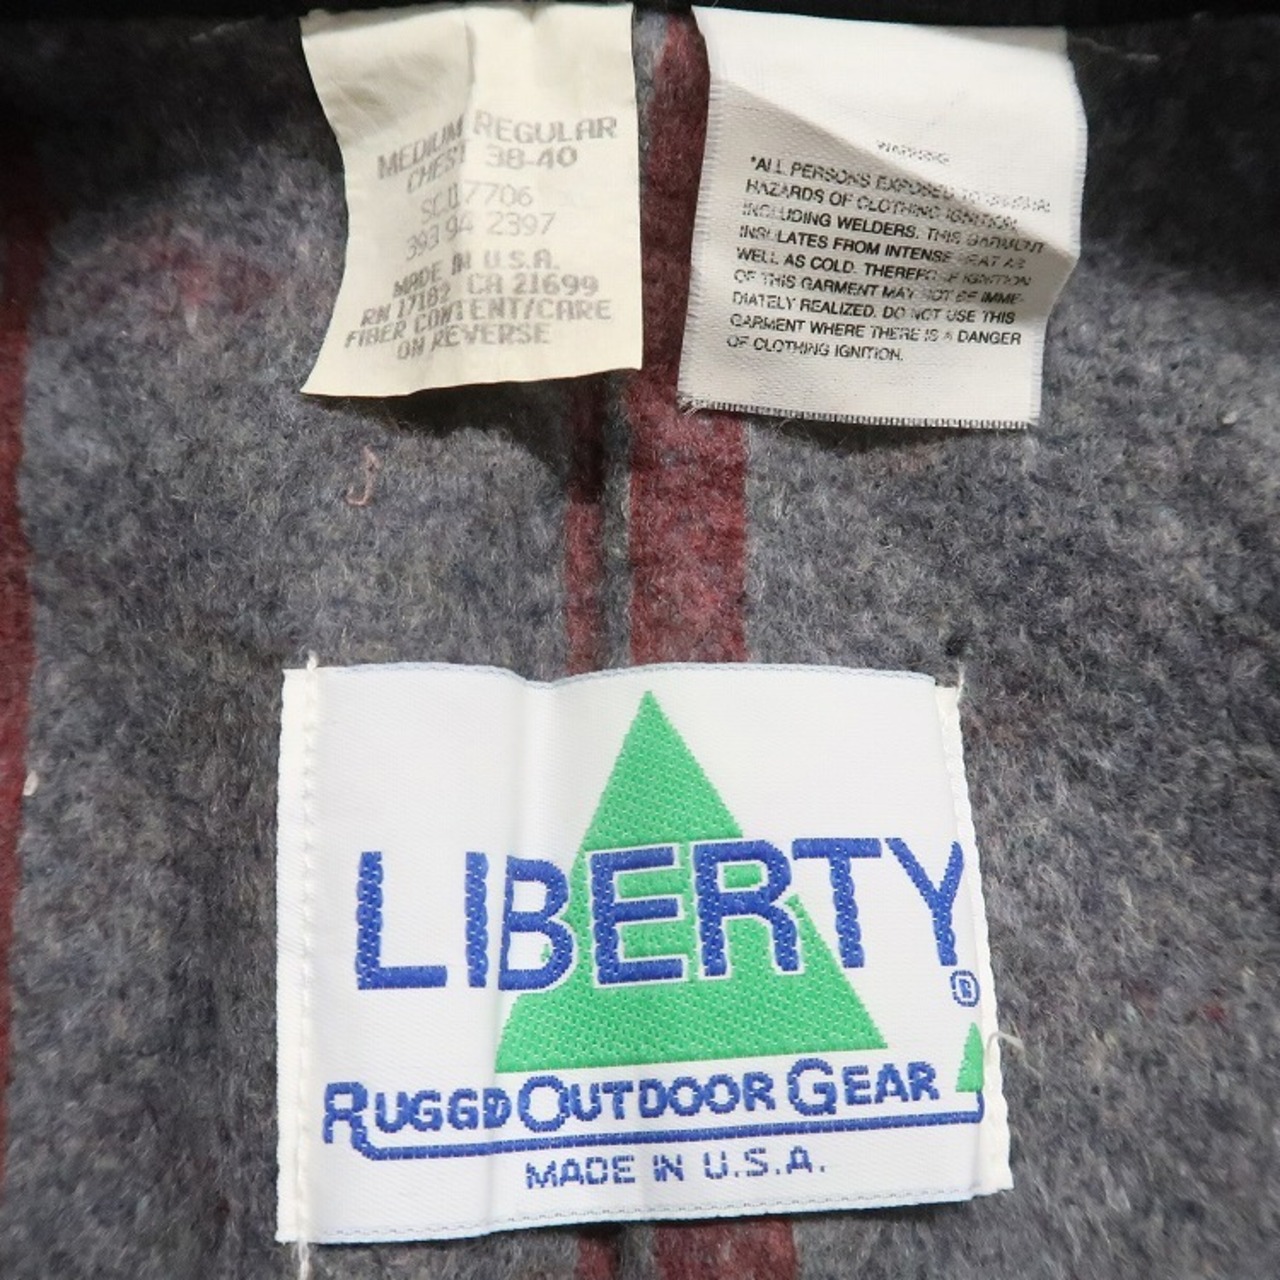 MEDIUM REGULAR
CHEST 38-40
7706
393 94 2397
MADE IN U.S.A.
RN 17182 CA 21699
FIBER CONTENT/CARE
ON REVERSE
WARNING
*ALL PERSONS EXPOSED TO
HAZARDS OF CLOTHING IGNITION,
INCLUDING WELDERS. THIS GARMENT
INSULATES FROM INTENSE HEAT AS
WELL AS COLD. THEREFORE IGNITION
OF THIS GARMENT MAY NOT BE IMME-
DIATELY REALIZED. DO NOT USE THIS
GARMENT WHERE THERE IS A DANGER
OF CLOTHING IGNITION.
LIBERTY®
RUGGD OUTDOOR GEAR
MADE IN U.S.A.